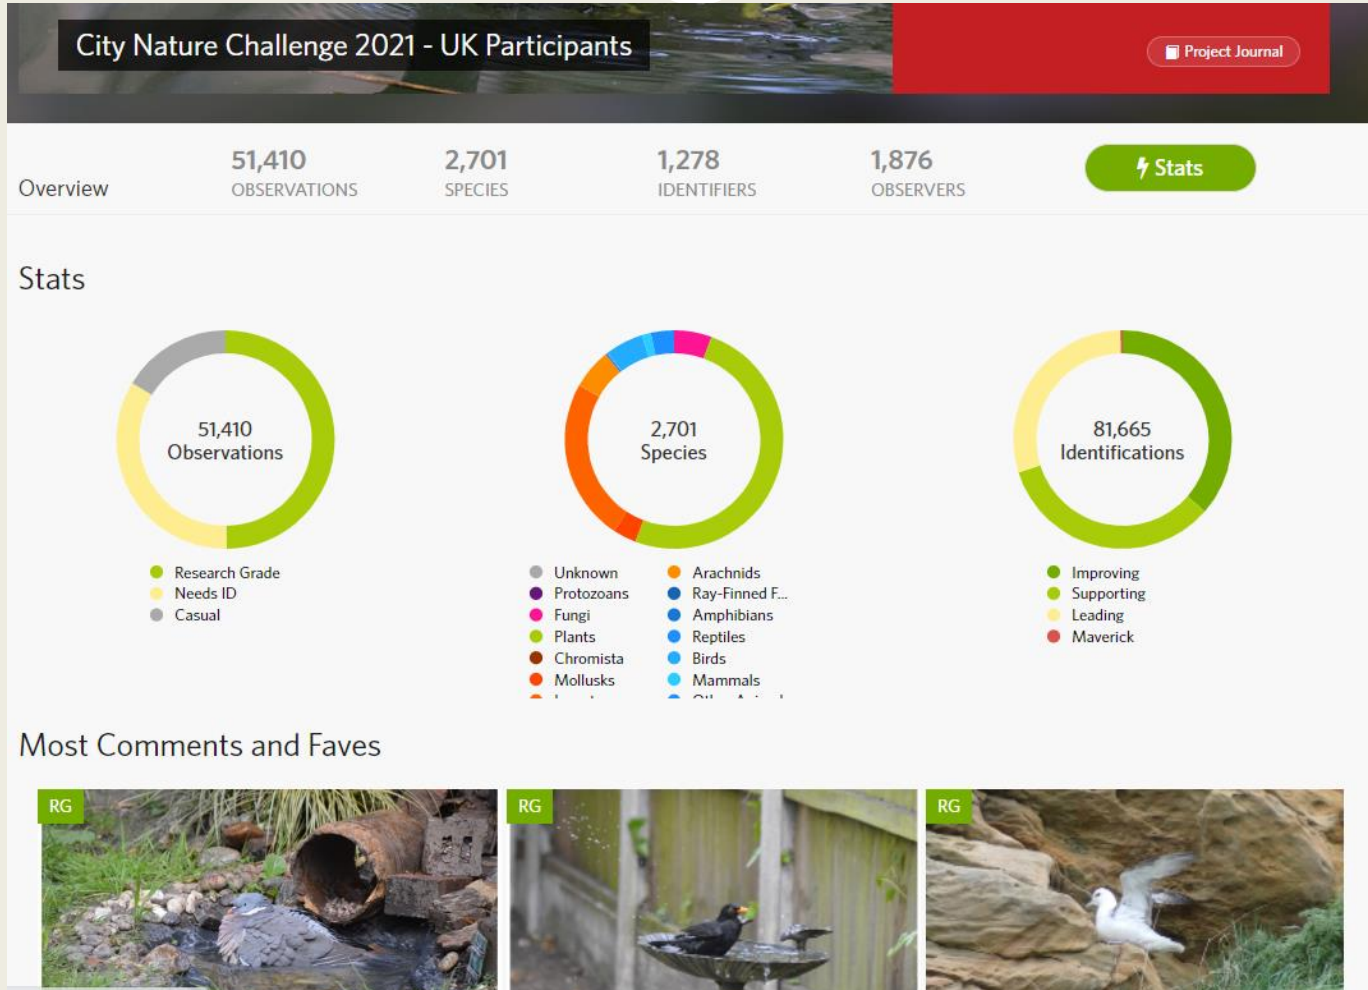 City Nature Challenge 2021 - UK Participants
Project Journal
Overview
51,410
OBSERVATIONS
2,701
SPECIES
1,278
IDENTIFIERS
1,876
OBSERVERS
Stats
Stats
51,410
Observations
Research Grade
Needs ID
Casual
2,701
Species
Unknown
Protozoans
Fungi
Plants
Chromista
Mollusks
Arachnids
Ray-Finned F...
Amphibians
Reptiles
Birds
Mammals
81,665
Identifications
Improving
Supporting
Leading
Maverick
Most Comments and Faves
RG
RG
RG